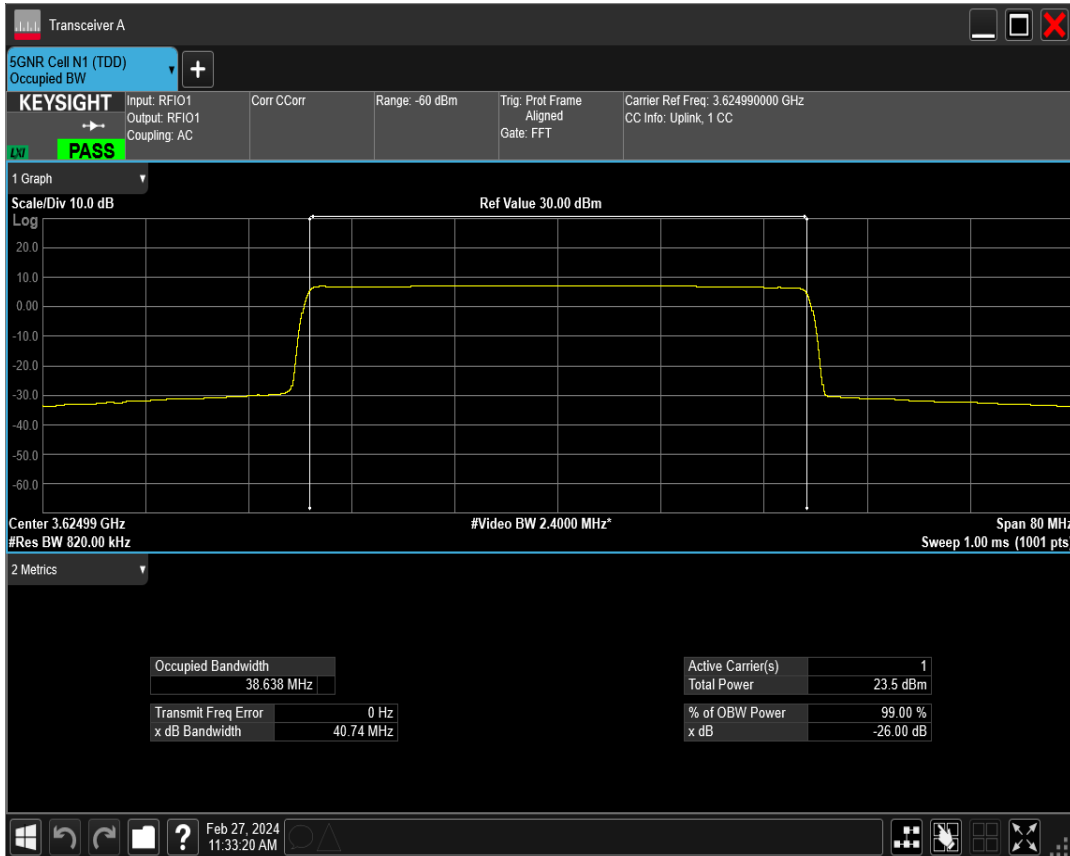 Transceiver A
5GNR Cell N1 (TDD)
Occupied BW
+
KEYSIGHT
LXI
PASS
Input: RFIO1
Output: RFIO1
Coupling: AC
Corr CCorr
Range: -60 dBm
Trig: Prot Frame
Aligned
Gate: FFT
Carrier Ref Freq: 3.624990000 GHz
CC Info: Uplink, 1 CC
1 Graph
Scale/Div 10.0 dB
Ref Value 30.00 dBm
Log
20.0
10.0
0.00
-10.0
-20.0
-30.0
-40.0
-50.0
-60.0
Center 3.62499 GHz
#Video BW 2.4000 MHz*
Span 80 MHz
#Res BW 820.00 kHz
Sweep 1.00 ms (1001 pts)
2 Metrics
Occupied Bandwidth
38.638 MHz
Transmit Freq Error 0 Hz
x dB Bandwidth 40.74 MHz
Active Carrier(s) 1
Total Power 23.5 dBm
% of OBW Power 99.00 %
x dB -26.00 dB
?
Feb 27, 2024
11:33:20 AM